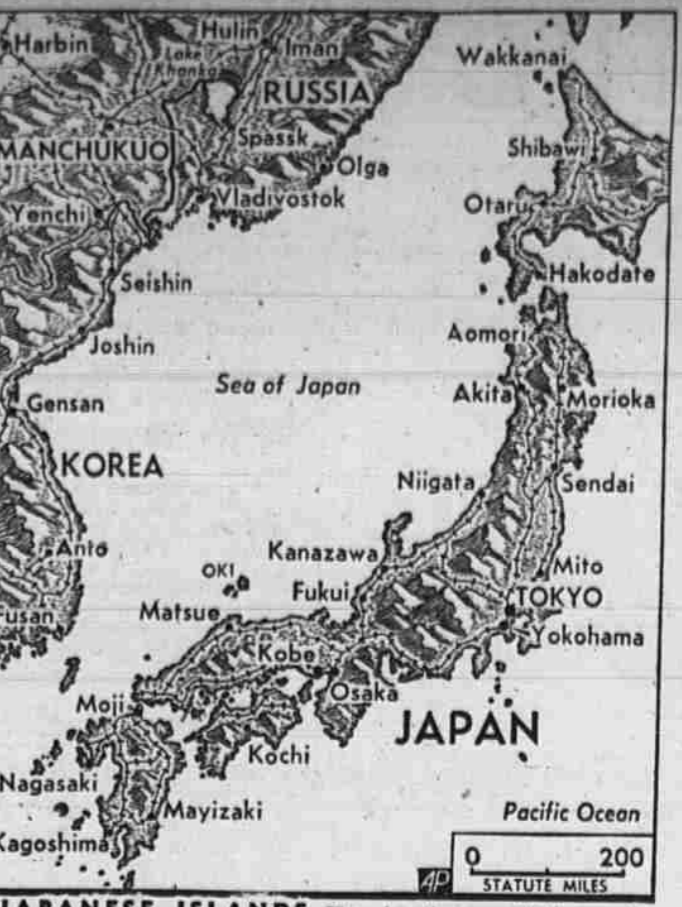 Harbin
Hulin
Iman
Lake
Khanka
RUSSIA
Wakkanai
MANCHUKUO
Spassk
Olga
Shibawi
Vladivostok
Otaru
Yenchi
Seishin
Hakodate
Joshin
Aomori
Sea of Japan
Gensan
Akita
Morioka
KOREA
Niigata
Sendai
Anto
Kanazawa
Mito
OKI
Fukui
TOKYO
Fusan
Matsue
Yokohama
Kobe
Osaka
Moji
JAPAN
Kochi
Nagasaki
Mayizaki
Pacific Ocean
Kagoshima
0 200
AP
STATUTE MILES
JAPANESE ISLANDS